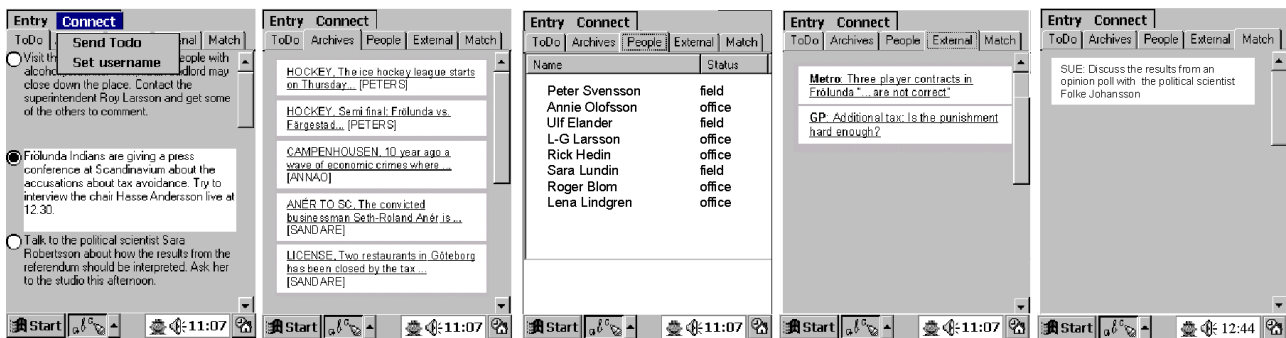 Entry Connect
Send Todo
Set username
ToDo nal Match
Visit th eople with
alcoh dlord may
close down the place. Contact the
superintendent Roy Larsson and get some
of the others to comment.
Frölunda Indians are giving a press
conference at Scandinavium about the
accusations about tax avoidance. Try to
interview the chair Hasse Andersson live at
12.30.
Talk to the political scientist Sara
Robertsson about how the results from the
referendum should be interpreted. Ask her
to the studio this afternoon.
Start 11:07
Entry Connect
ToDo Archives People External Match
HOCKEY, The ice hockey league starts
on Thursday... [PETERS]
HOCKEY, Semi final: Frölunda vs.
Färgestad... [PETERS]
CAMPENHOUSEN, 10 year ago a
wave of economic crimes where ...
[ANNAO]
ANÉR TO SC, The convicted
businessman Seth-Roland Anér is ...
[SANDARE]
LICENSE, Two restaurants in Göteborg
has been closed by the tax ...
[SANDARE]
Start 11:07
Entry Connect
ToDo Archives People External Match
Name Status
Peter Svensson field
Annie Olofsson office
Ulf Elander field
L-G Larsson office
Rick Hedin office
Sara Lundin field
Roger Blom office
Lena Lindgren office
Start 11:07
Entry Connect
ToDo Archives People External Match
Metro: Three player contracts in
Frölunda "... are not correct"
GP: Additional tax: Is the punishment
hard enough?
Start 11:07
Entry Connect
ToDo Archives People External Match
SUE: Discuss the results from an
opinion poll with the political scientist
Folke Johansson
Start 12:44